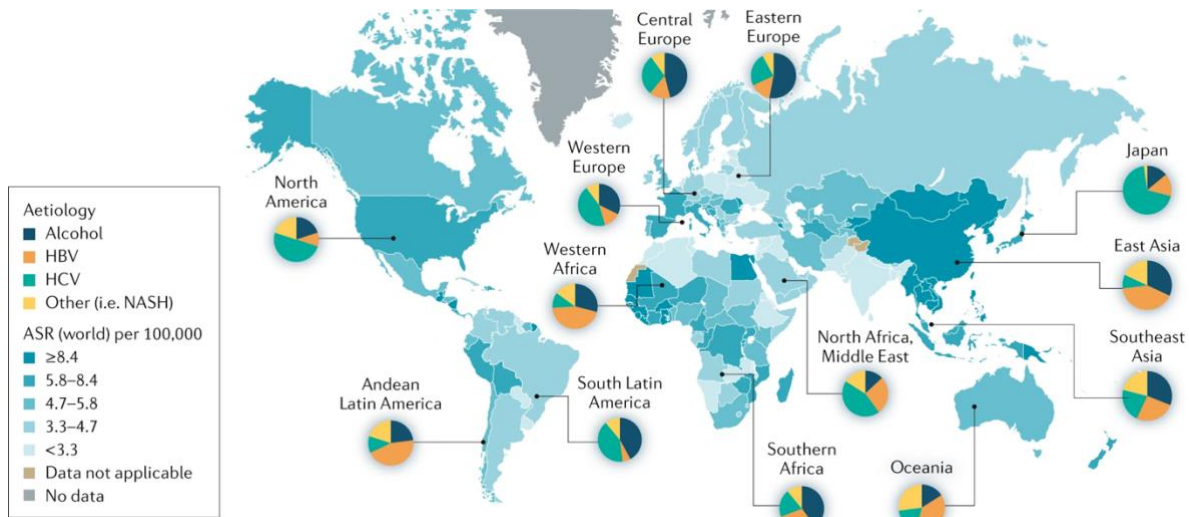 Central
Europe
Eastern
Europe
Western
Europe
Japan
North
America
Western
Africa
East Asia
North Africa,
Middle East
Southeast
Asia
Andean
Latin America
South Latin
America
Southern
Africa
Oceania
Aetiology
Alcohol
HBV
HCV
Other (i.e. NASH)
ASR (world) per 100,000
≥8.4
5.8–8.4
4.7–5.8
3.3–4.7
<3.3
Data not applicable
No data